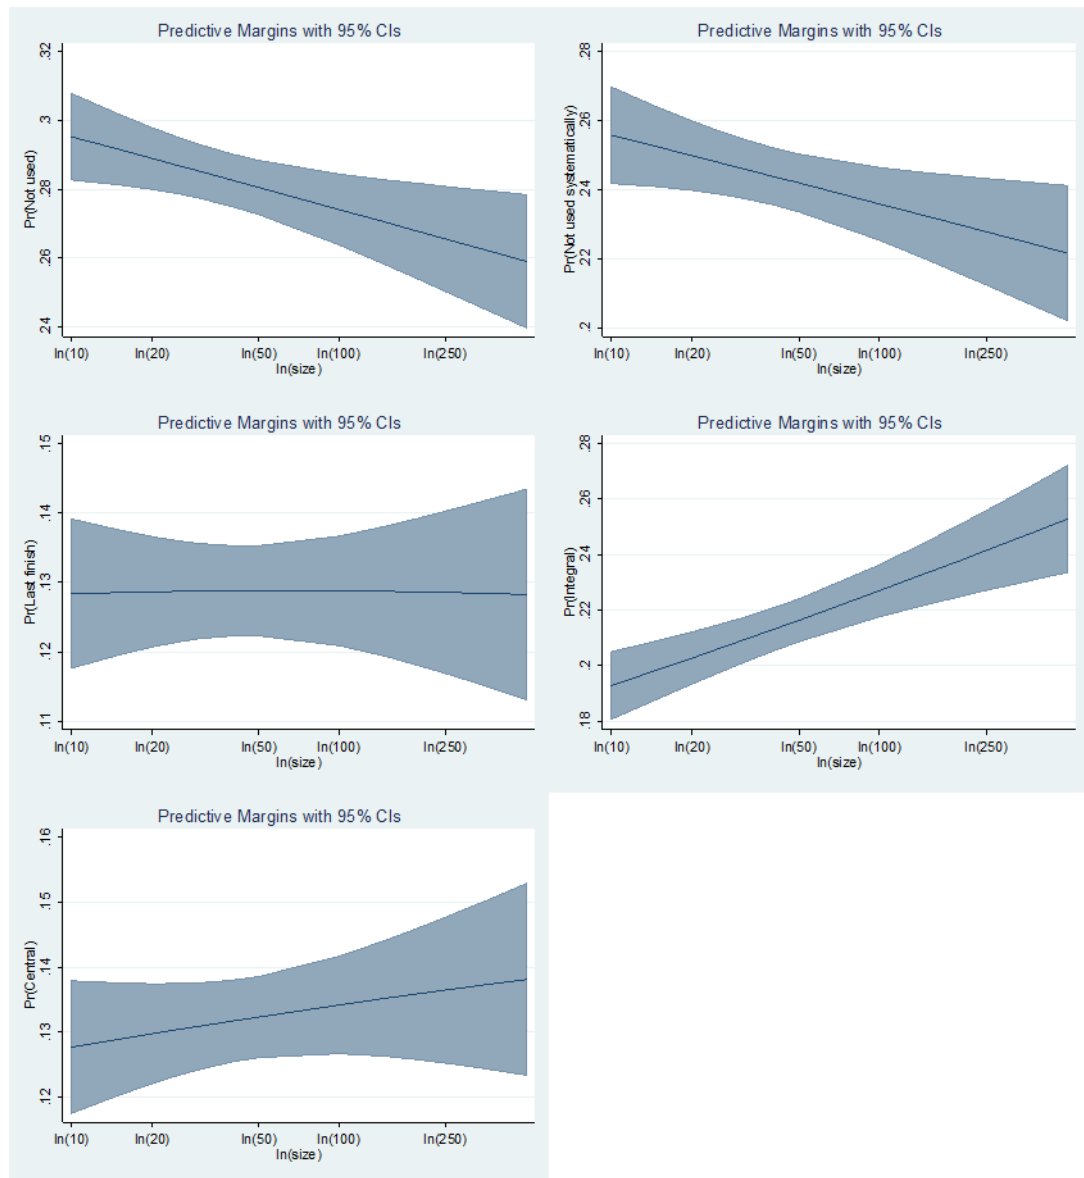 Predictive Margins with 95% CIs
Pr(Not used)
.32
.3
.28
.26
.24
ln(10) ln(20) ln(50) ln(100) ln(250)
ln(size)
Predictive Margins with 95% CIs
Pr(Not used systematically)
.28
.26
.24
.22
.2
ln(10) ln(20) ln(50) ln(100) ln(250)
ln(size)
Predictive Margins with 95% CIs
Pr(Last finish)
.15
.14
.13
.12
.11
ln(10) ln(20) ln(50) ln(100) ln(250)
ln(size)
Predictive Margins with 95% CIs
Pr(Integral)
.28
.26
.24
.22
.2
.18
ln(10) ln(20) ln(50) ln(100) ln(250)
ln(size)
Predictive Margins with 95% CIs
Pr(Central)
.16
.15
.14
.13
.12
ln(10) ln(20) ln(50) ln(100) ln(250)
ln(size)